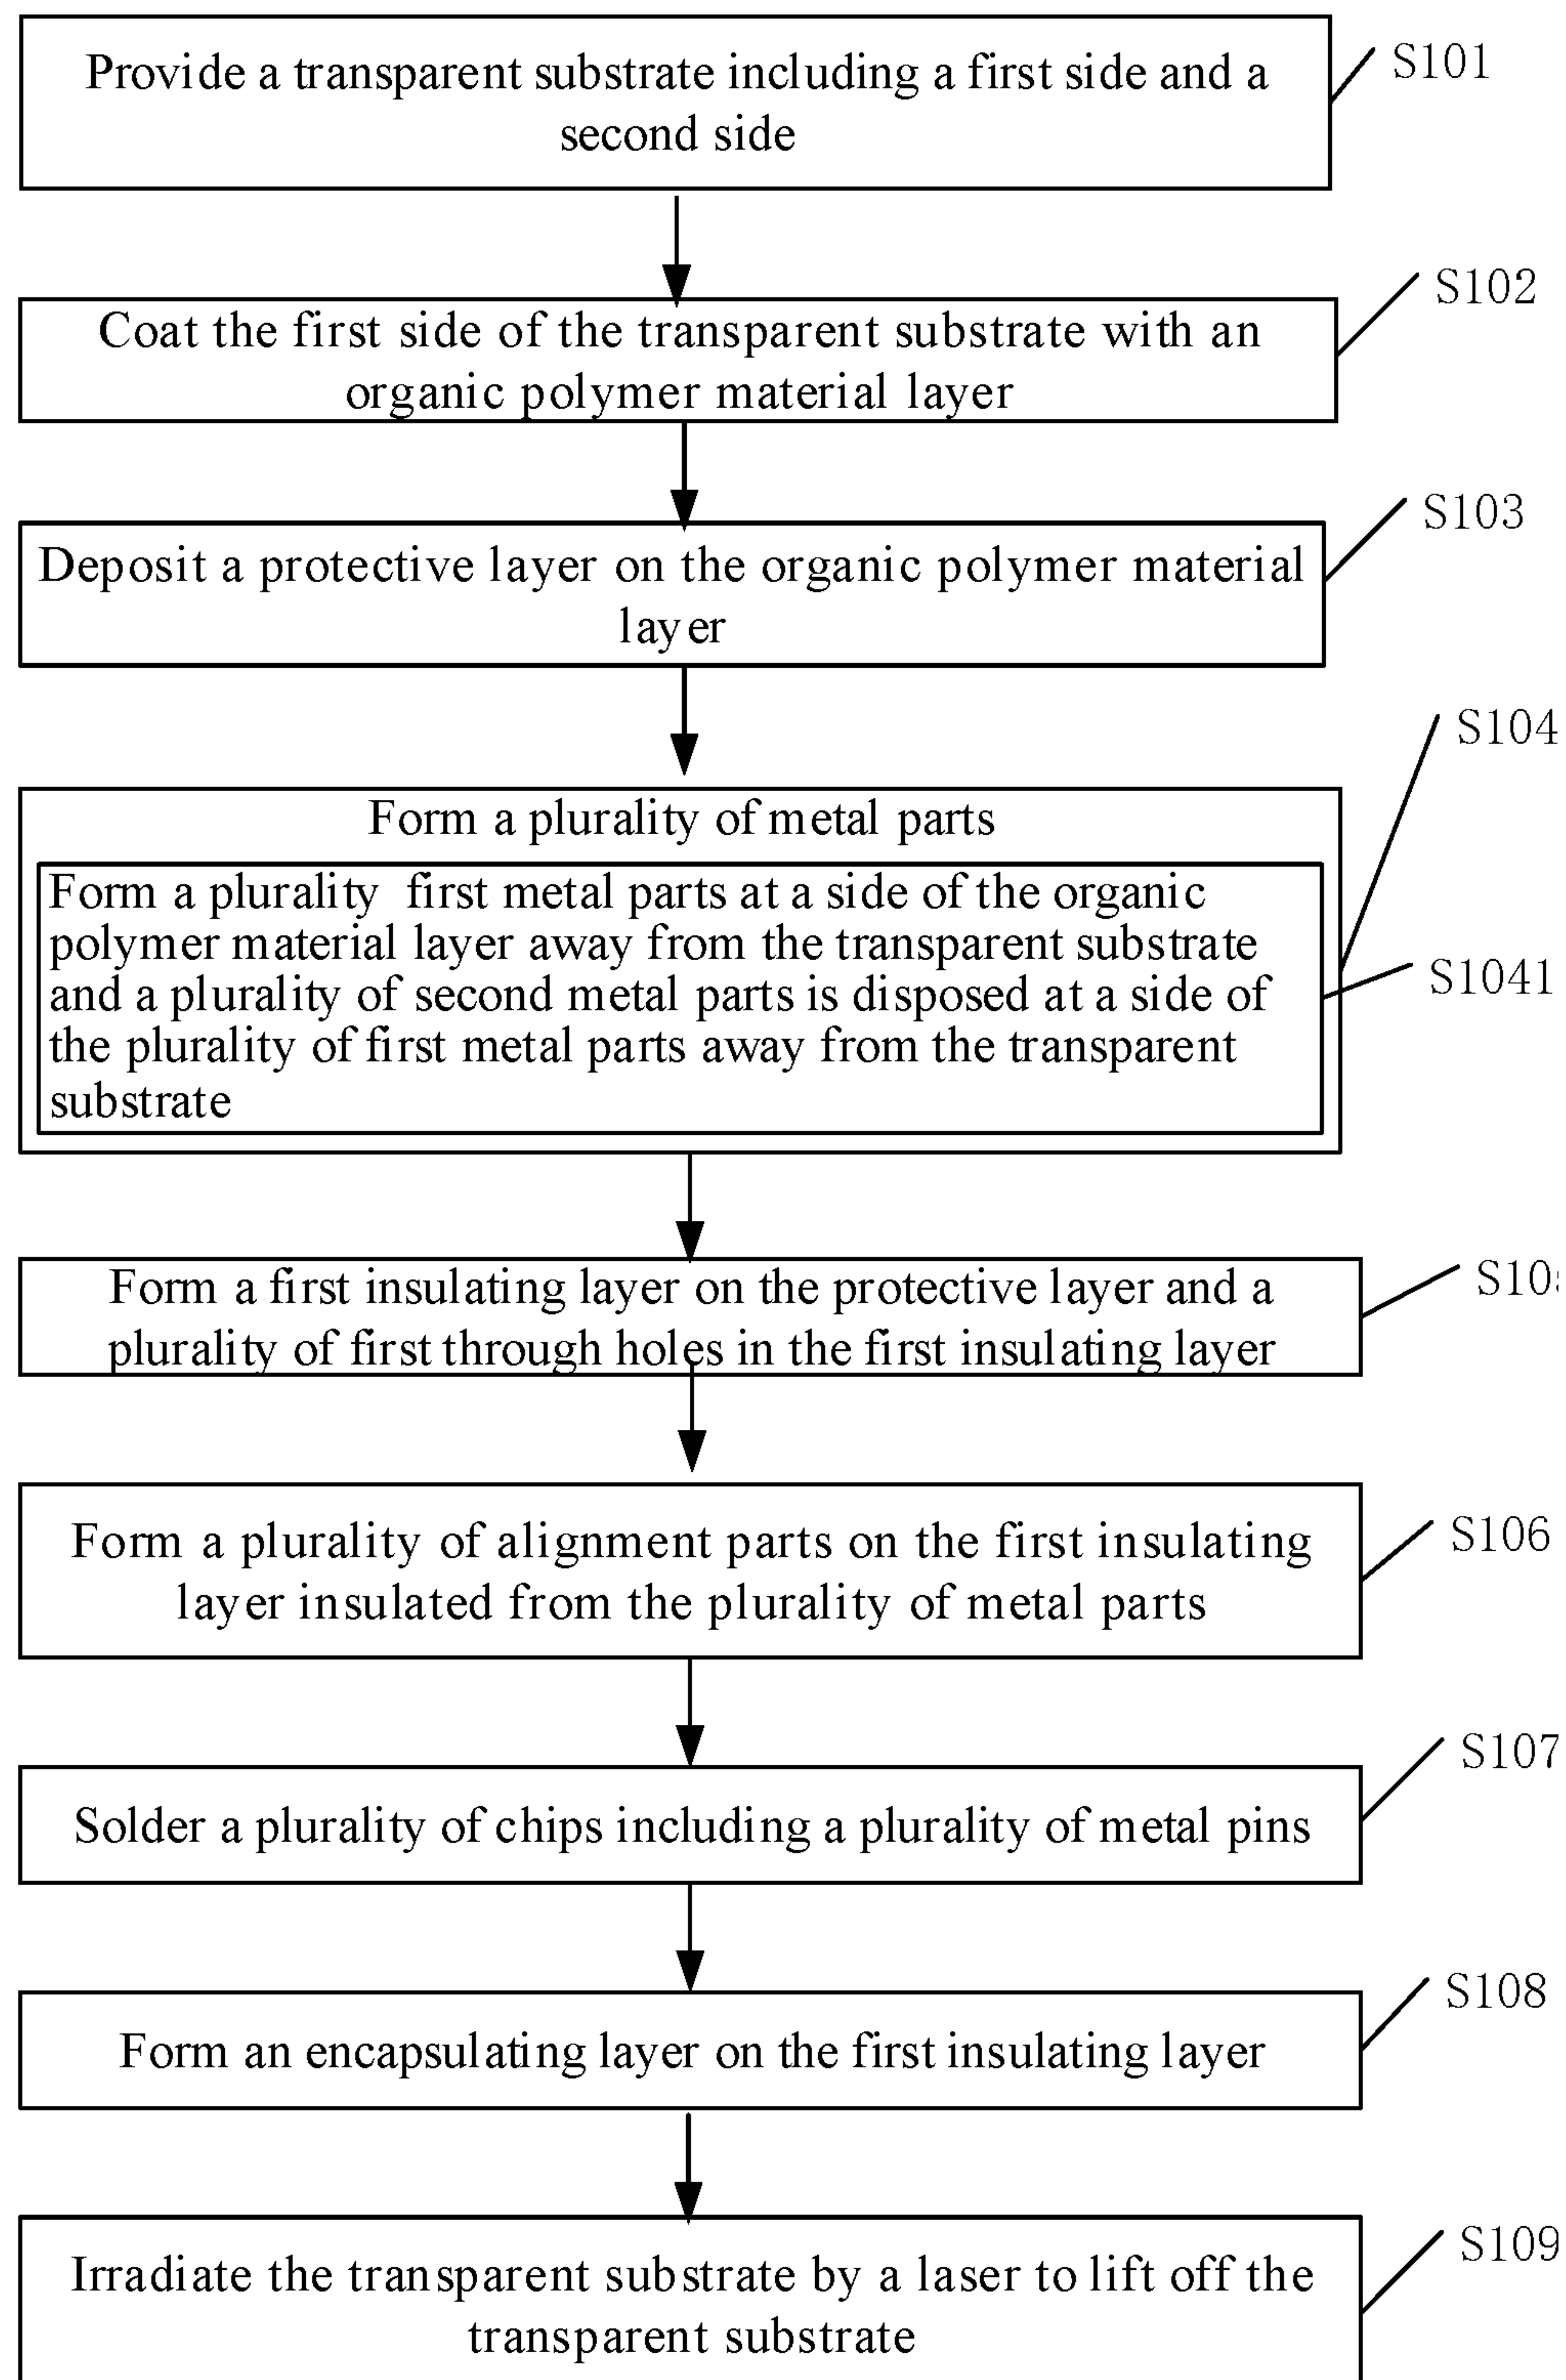 Provide a transparent substrate including a first side and a
second side
S101
Coat the first side of the transparent substrate with an
organic polymer material layer
S102
Deposit a protective layer on the organic polymer material
layer
S103
Form a plurality of metal parts
S104
Form a plurality first metal parts at a side of the organic
polymer material layer away from the transparent substrate
and a plurality of second metal parts is disposed at a side of
the plurality of first metal parts away from the transparent
substrate
S1041
Form a first insulating layer on the protective layer and a
plurality of first through holes in the first insulating layer
Form a plurality of alignment parts on the first insulating
layer insulated from the plurality of metal parts
S106
Solder a plurality of chips including a plurality of metal pins
S107
Form an encapsulating layer on the first insulating layer
S108
Irradiate the transparent substrate by a laser to lift off the
transparent substrate
S109